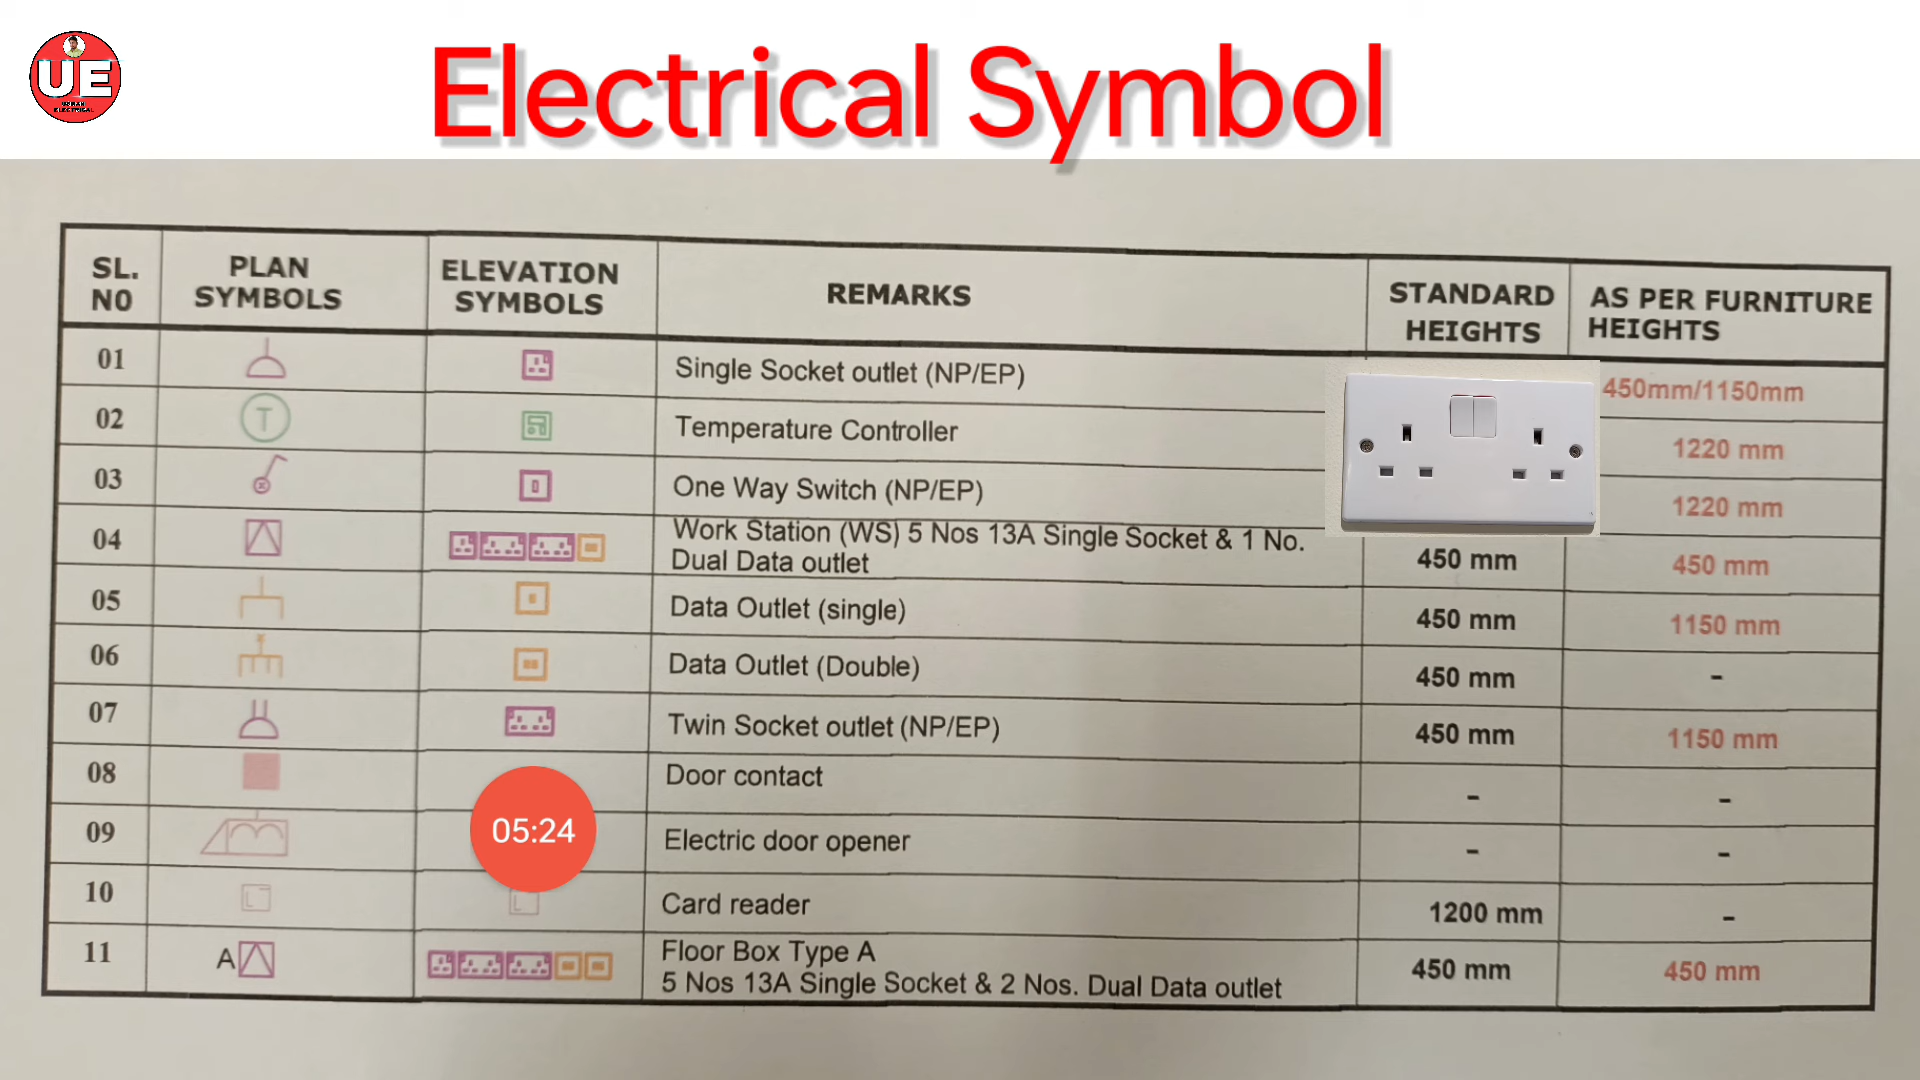 UE
URMAN
ELECTRICAL
Electrical Symbol
SL. NO
PLAN SYMBOLS
ELEVATION SYMBOLS
REMARKS
STANDARD HEIGHTS
AS PER FURNITURE HEIGHTS
01 Single Socket outlet (NP/EP) 450mm/1150mm
02 T Temperature Controller 1220 mm
03 One Way Switch (NP/EP) 1220 mm
04 Work Station (WS) 5 Nos 13A Single Socket & 1 No.
Dual Data outlet 450 mm 450 mm
05 Data Outlet (single) 450 mm 1150 mm
06 Data Outlet (Double) 450 mm -
07 Twin Socket outlet (NP/EP) 450 mm 1150 mm
08 Door contact - -
09 05:24 Electric door opener - -
10 Card reader 1200 mm -
11 A Floor Box Type A
5 Nos 13A Single Socket & 2 Nos. Dual Data outlet 450 mm 450 mm